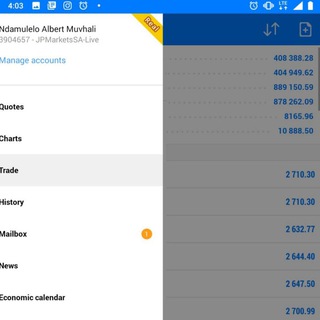 4:03
LTE
Real
Ndamulelo Albert Muvhali
3904657 - JPMarketsSA-Live
Manage accounts
Quotes
Charts
Trade
History
Mailbox
1
News
Economic calendar
408 388.28
404 949.62
889 150.59
878 262.09
8165.96
10 888.50
2 710.30
2 710.30
2 632.77
2 644.40
2 647.50
2 700.99